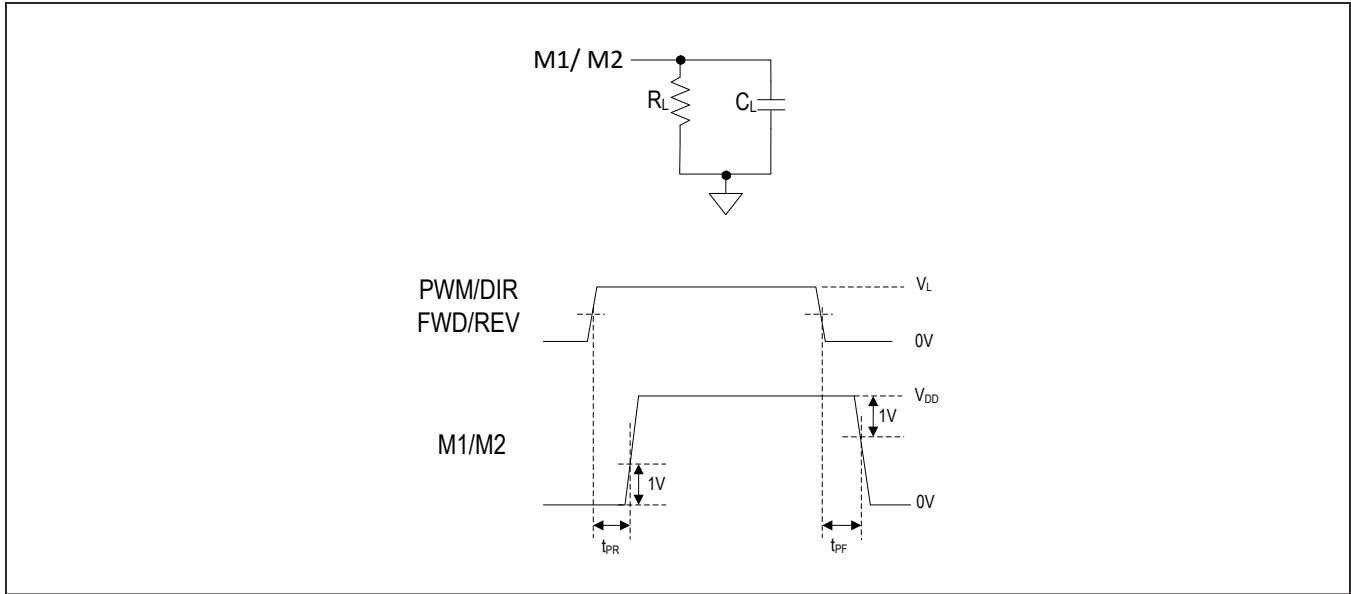 M1/ M2
RL
CL
PWM/DIR
FWD/REV
VL
0V
VDD
1V
M1/M2
1V
0V
tPR
tPF